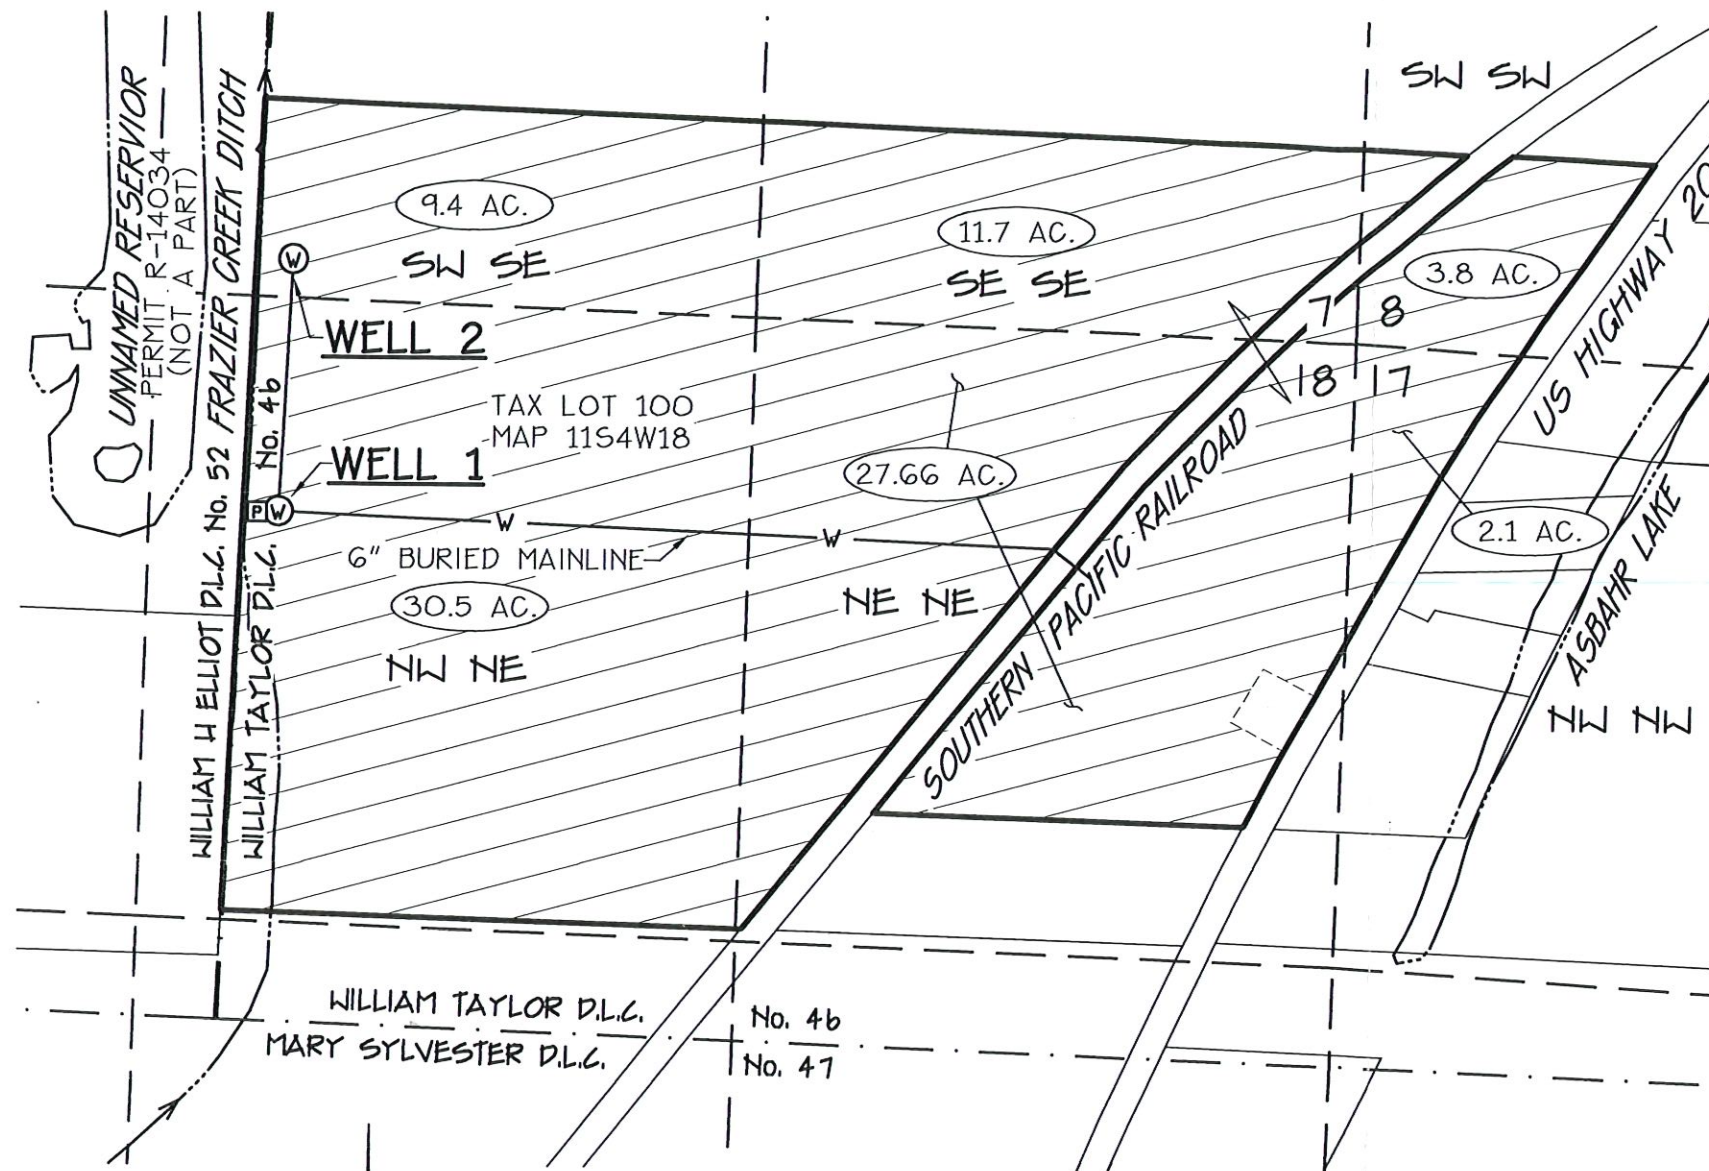 SW SW
UNNAMED RESERVIOR
PERMIT R-14034
(NOT A PART)
FRAZIER CREEK DITCH
9.4 AC.
SW SE
11.7 AC.
SE SE
3.8 AC.
US HIGHWAY 20
7 8
18 17
WELL 2
TAX LOT 100
MAP 11S4W18
WELL 1
P W
W
27.66 AC.
W W
6" BURIED MAINLINE
30.5 AC.
NW NE
NE NE
SOUTHERN PACIFIC RAILROAD
2.1 AC.
ASBAHR LAKE
NW NW
WILLIAM H ELLIOT D.L.C. No. 52
WILLIAM TAYLOR D.L.C. No. 46
WILLIAM TAYLOR D.L.C. No. 46
MARY SYLVESTER D.L.C. No. 47